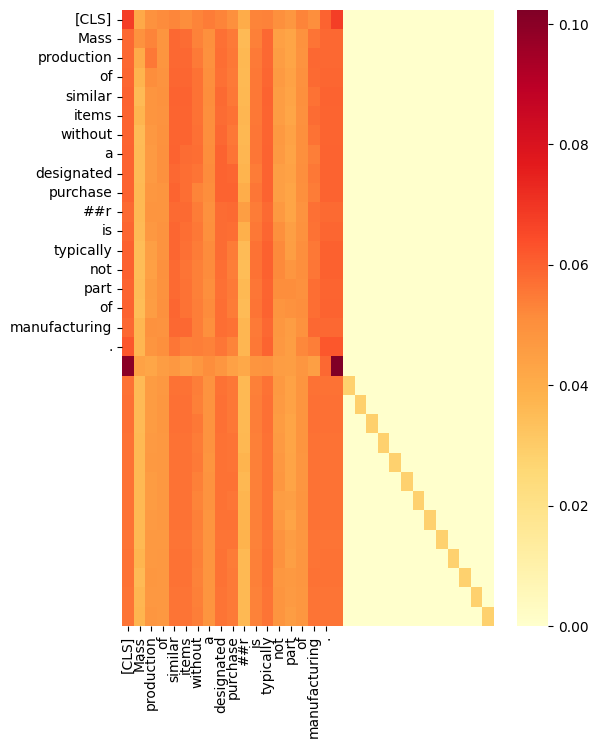 [CLS]
Mass
production
of
similar
items
without
a
designated
purchase
##r
is
typically
not
part
of
manufacturing
.
0.10
0.08
0.06
0.04
0.02
0.00
[CLS]
Mass
production
of
similar
items
without
a
designated
purchase
##r
is
typically
not
part
of
manufacturing
.